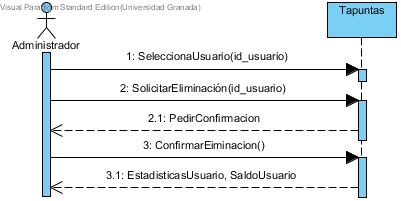 Visual Paradigm Standard Edition(Universidad Granada)
Administrador
Tapuntas
1: SeleccionaUsuario(id_usuario)
2: SolicitarEliminación(id_usuario)
2.1: PedirConfirmacion
3: ConfirmarEiminacion()
3.1: EstadisticasUsuario, SaldoUsuario